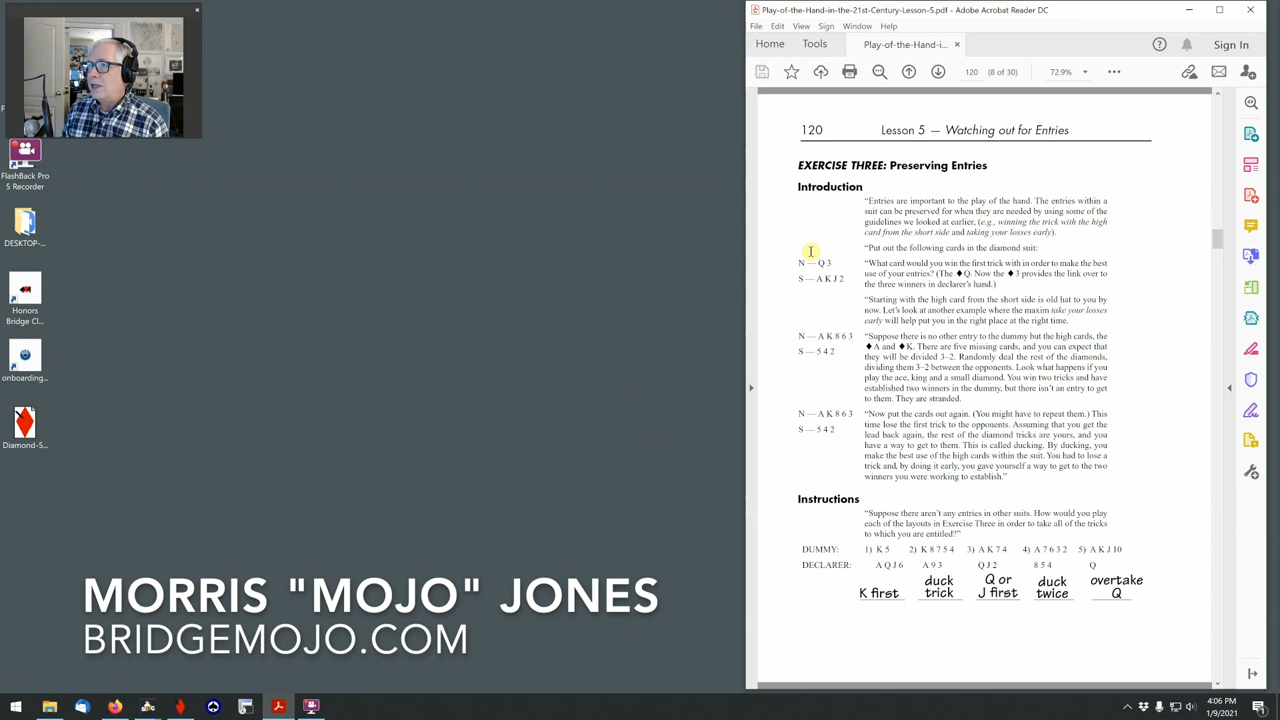 Play-of-the-Hand-in-the-21st-Century-Lesson-5.pdf - Adobe Acrobat Reader DC
File Edit View Sign Window Help
Home Tools Play-of-the-Hand-i... × Sign In
120 (8 of 30) 72.9%
FlashBack Pro
5 Recorder
DESKTOP-...
Honors
Bridge Cl...
onboarding...
Diamond-5...
120 Lesson 5 — Watching out for Entries
EXERCISE THREE: Preserving Entries
Introduction
“Entries are important to the play of the hand. The entries within a
suit can be preserved for when they are needed by using some of the
guidelines we looked at earlier, (e.g., winning the trick with the high
card from the short side and taking your losses early).
“Put out the following cards in the diamond suit:
N — Q 3 “What card would you win the first trick with in order to make the best
S — A K J 2 use of your entries? (The ♦Q. Now the ♦3 provides the link over to
the three winners in declarer’s hand.)
“Starting with the high card from the short side is old hat to you by
now. Let’s look at another example where the maxim take your losses
early will help put you in the right place at the right time.
N — A K 8 6 3 “Suppose there is no other entry to the dummy but the high cards, the
♦A and ♦K. There are five missing cards, and you can expect that
S — 5 4 2 they will be divided 3–2. Randomly deal the rest of the diamonds,
dividing them 3–2 between the opponents. Look what happens if you
play the ace, king and a small diamond. You win two tricks and have
established two winners in the dummy, but there isn’t an entry to get
to them. They are stranded.
N — A K 8 6 3 “Now put the cards out again. (You might have to repeat them.) This
time lose the first trick to the opponents. Assuming that you get the
S — 5 4 2 lead back again, the rest of the diamond tricks are yours, and you
have a way to get to them. This is called ducking. By ducking, you
make the best use of the high cards within the suit. You had to lose a
trick and, by doing it early, you gave yourself a way to get to the two
winners you were working to establish.”
Instructions
“Suppose there aren’t any entries in other suits. How would you play
each of the layouts in Exercise Three in order to take all of the tricks
to which you are entitled?”
DUMMY: 1) K 5 2) K 8 7 5 4 3) A K 7 4 4) A 7 6 3 2 5) A K J 10
DECLARER: A Q J 6 A 9 3 Q J 2 8 5 4 Q
K first duck trick Q or J first duck twice overtake Q
MORRIS "MOJO" JONES
BRIDGEMOJO.COM
4:06 PM
1/9/2021